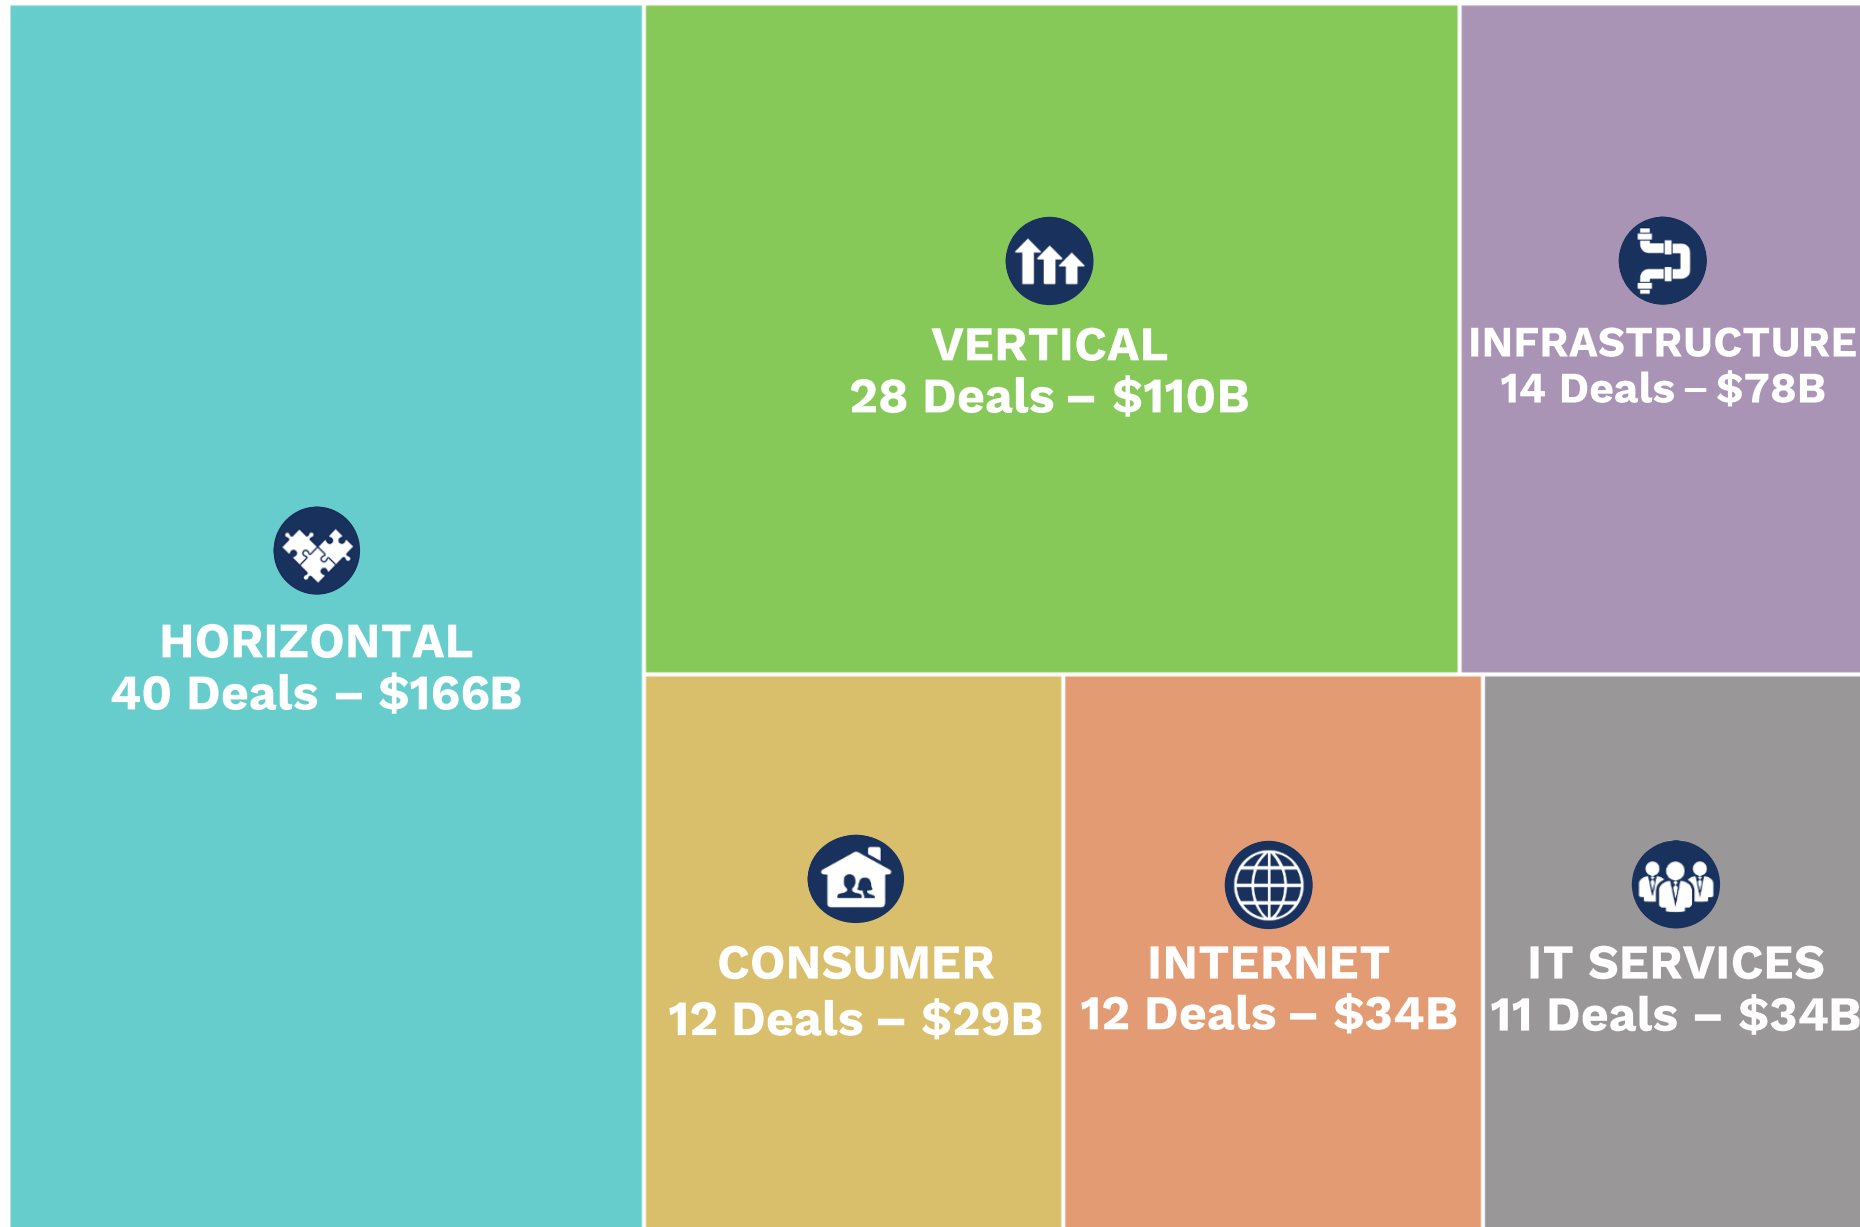 HORIZONTAL
40 Deals – $166B
VERTICAL
28 Deals – $110B
INFRASTRUCTURE
14 Deals – $78B
CONSUMER
12 Deals – $29B
INTERNET
12 Deals – $34B
IT SERVICES
11 Deals – $34B